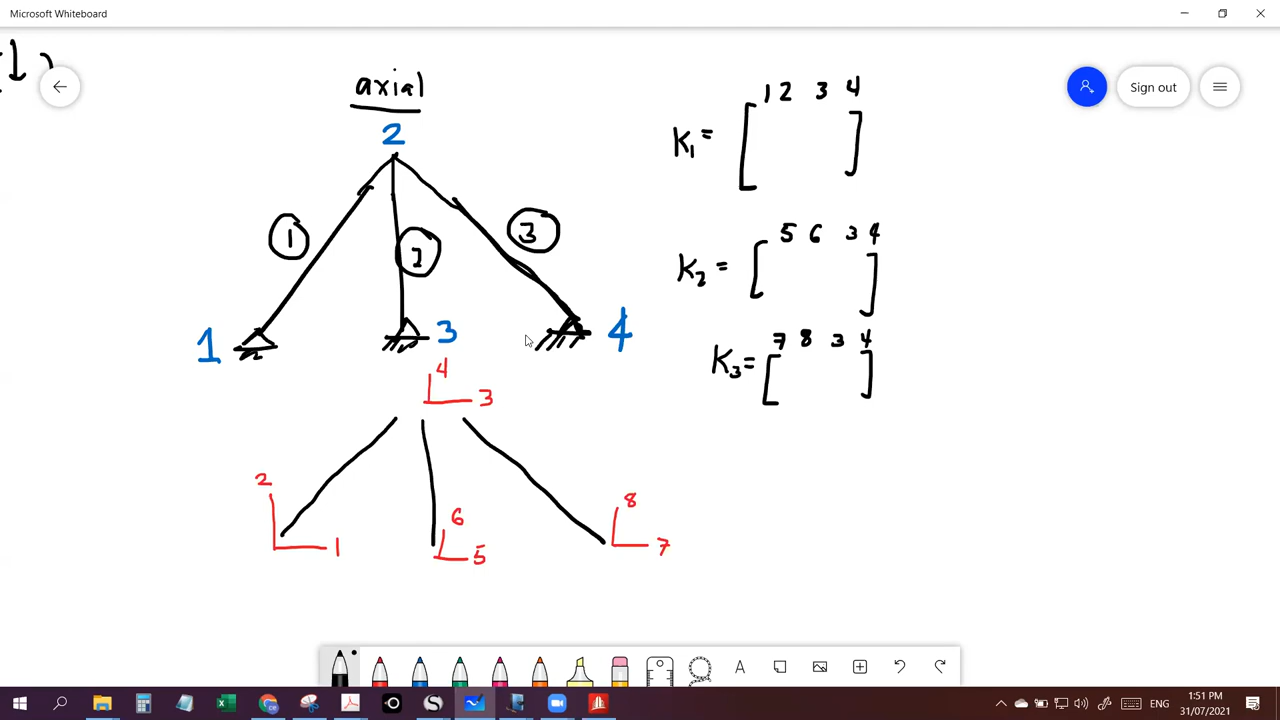 Microsoft Whiteboard
Sign out
axial
2
1 2 3 4
K1 =
1
2
3
5 6 3 4
K2 =
1
3
4
7 8 3 4
K3 =
4
3
2
1
6
5
8
7
A
1:51 PM
31/07/2021